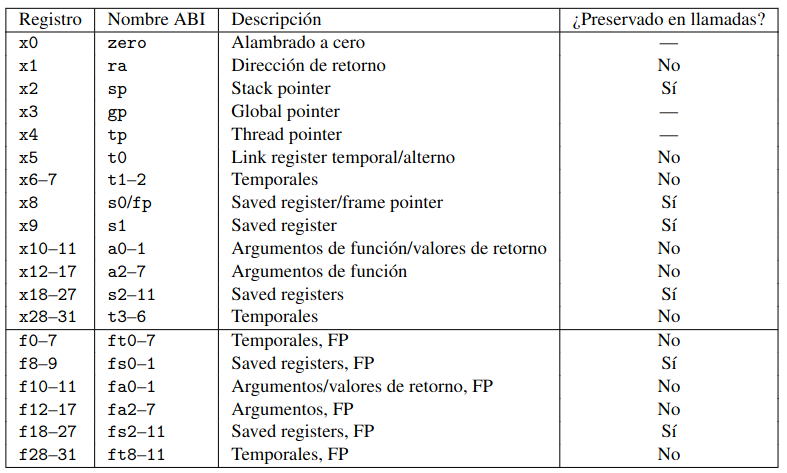 Registro Nombre ABI Descripción ¿Preservado en llamadas?
x0 zero Alambrado a cero —
x1 ra Dirección de retorno No
x2 sp Stack pointer Sí
x3 gp Global pointer —
x4 tp Thread pointer —
x5 t0 Link register temporal/alterno No
x6–7 t1–2 Temporales No
x8 s0/fp Saved register/frame pointer Sí
x9 s1 Saved register Sí
x10–11 a0–1 Argumentos de función/valores de retorno No
x12–17 a2–7 Argumentos de función No
x18–27 s2–11 Saved registers Sí
x28–31 t3–6 Temporales No
f0–7 ft0–7 Temporales, FP No
f8–9 fs0–1 Saved registers, FP Sí
f10–11 fa0–1 Argumentos/valores de retorno, FP No
f12–17 fa2–7 Argumentos, FP No
f18–27 fs2–11 Saved registers, FP Sí
f28–31 ft8–11 Temporales, FP No